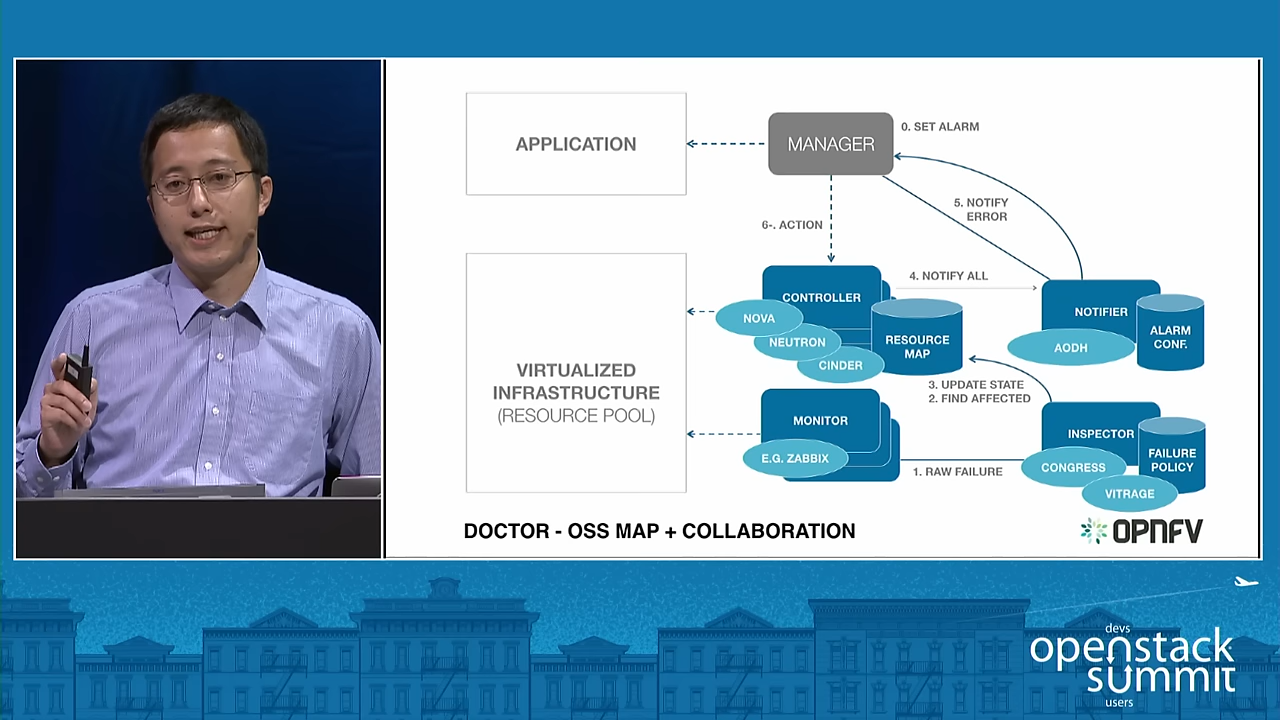 APPLICATION
MANAGER
0. SET ALARM
5. NOTIFY
ERROR
6-. ACTION
4. NOTIFY ALL
CONTROLLER
NOVA
NEUTRON
CINDER
RESOURCE
MAP
NOTIFIER
AODH
ALARM
CONF.
VIRTUALIZED
INFRASTRUCTURE
(RESOURCE POOL)
3. UPDATE STATE
2. FIND AFFECTED
MONITOR
E.G. ZABBIX
1. RAW FAILURE
INSPECTOR
CONGRESS
VITRAGE
FAILURE
POLICY
DOCTOR - OSS MAP + COLLABORATION
OPNFV
devs
openstack
summit
users